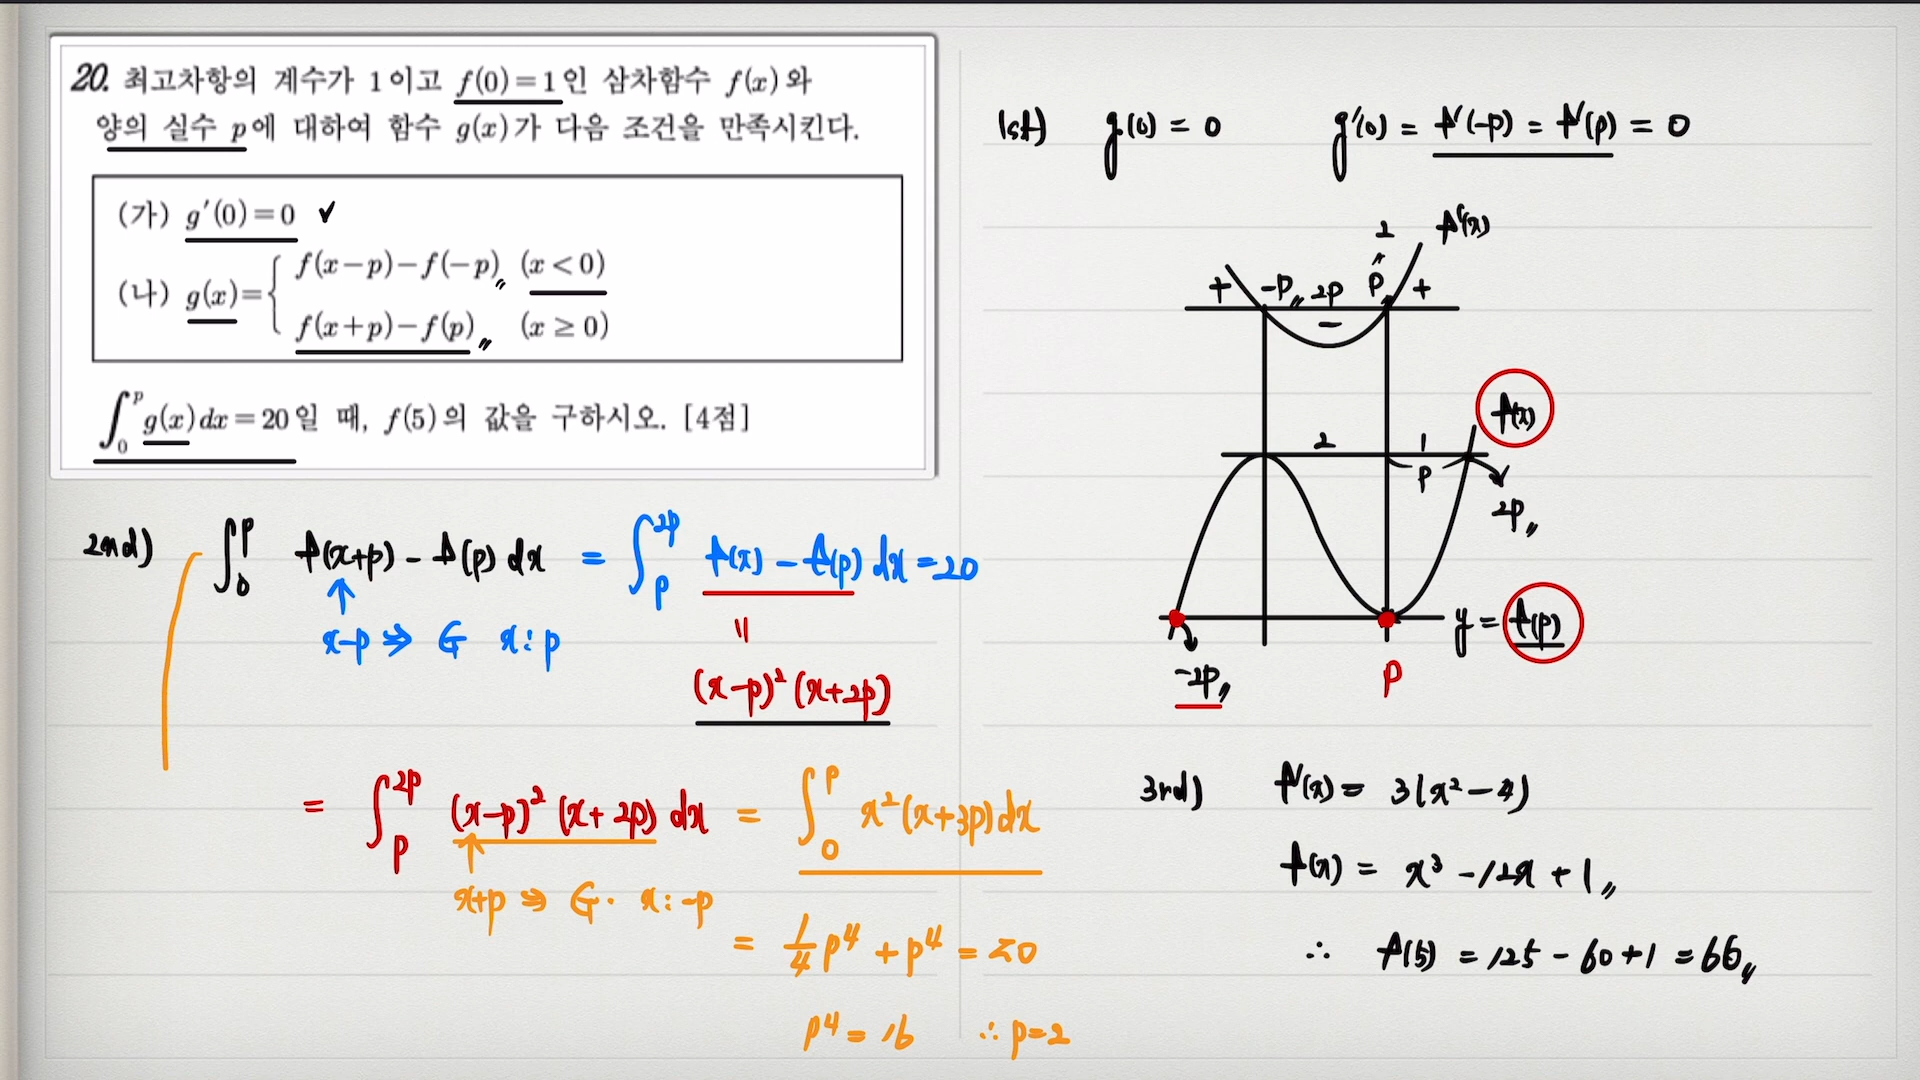 20. 최고차항의 계수가 1이고 f(0)=1인 삼차함수 f(x)와
양의 실수 p에 대하여 함수 g(x)가 다음 조건을 만족시킨다.
(가) g′(0)=0 ✓
(나) g(x)={ f(x−p)−f(−p) (x<0)
f(x+p)−f(p) (x≥0)
∫₀ᵖ g(x)dx=20일 때, f(5)의 값을 구하시오. [4점]
1st) g(0) = 0 g′(0) = f′(-p) = f′(p) = 0
2 f′(x)
+ -p 2p p +
−
f(x)
2 1
p
2p
y = f(p)
-2p p
2nd) ∫₀ᵖ f(x+p) - f(p) dx = ∫ₚ²ᵖ f(x) - f(p) dx = 20
x-p ⇒ G x: p
=
(x-p)² (x+2p)
= ∫ₚ²ᵖ (x-p)² (x+2p) dx = ∫₀ᵖ x²(x+3p)dx
x+p ⇒ G. x: -p
= 1/4 p⁴ + p⁴ = 20
p⁴ = 16 ∴ p=2
3rd) f′(x) = 3(x²-4)
f(x) = x³ -12x + 1
∴ f(5) = 125 - 60 + 1 = 66